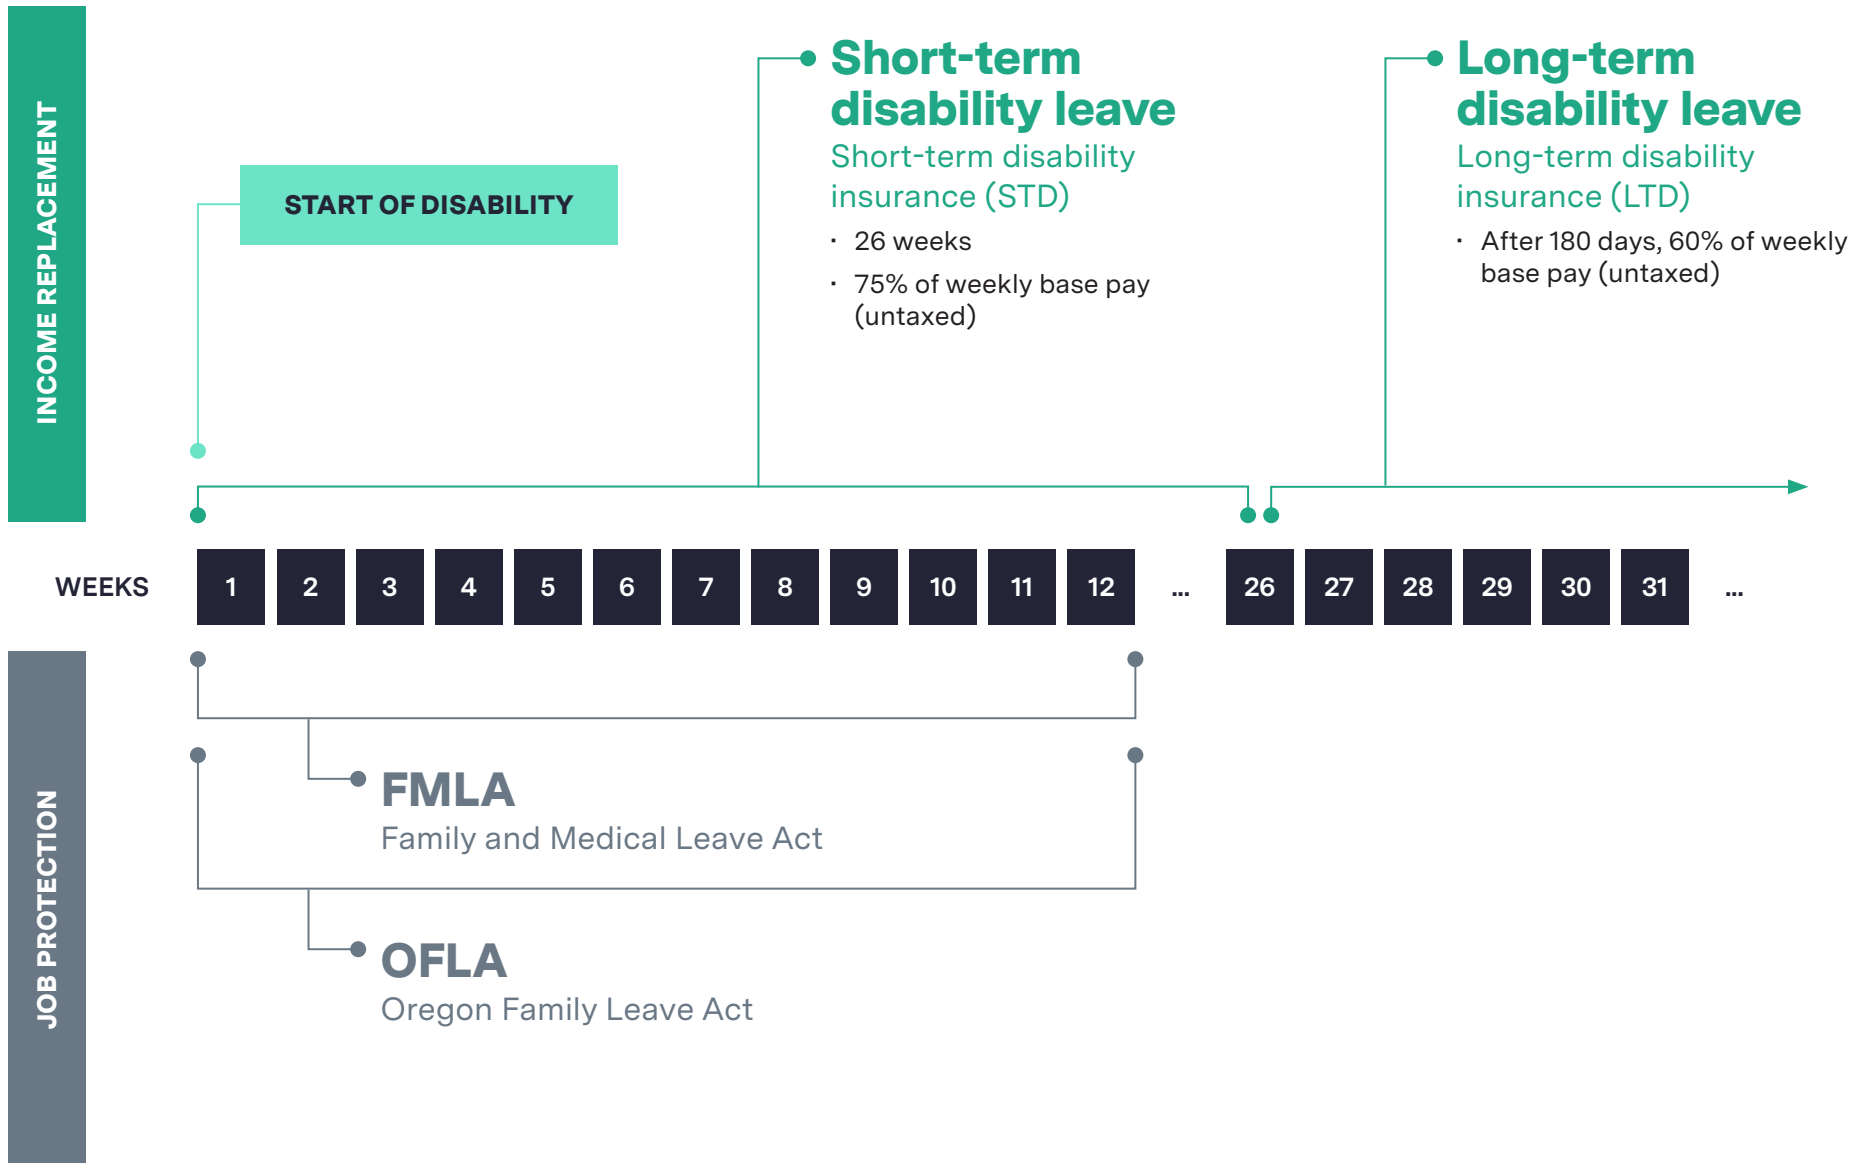 INCOME REPLACEMENT
START OF DISABILITY
Short-term
disability leave
Short-term disability
insurance (STD)
· 26 weeks
· 75% of weekly base pay
(untaxed)
Long-term
disability leave
Long-term disability
insurance (LTD)
· After 180 days, 60% of weekly
base pay (untaxed)
WEEKS 1 2 3 4 5 6 7 8 9 10 11 12 ... 26 27 28 29 30 31 ...
JOB PROTECTION
FMLA
Family and Medical Leave Act
OFLA
Oregon Family Leave Act